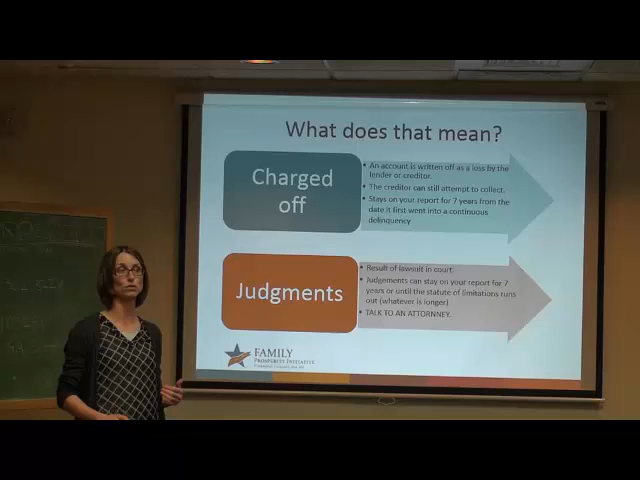 What does that mean?
Charged
off
• An account is written off as a loss by the
lender or creditor.
• The creditor can still attempt to collect.
• Stays on your report for 7 years from the
date it first went into a continuous
delinquency
Judgments
• Result of lawsuit in court.
• Judgments can stay on your report for 7
years or until the statute of limitations runs
out (whatever is longer)
• TALK TO AN ATTORNNEY.
FAMILY
PROSPERITY INITIATIVE